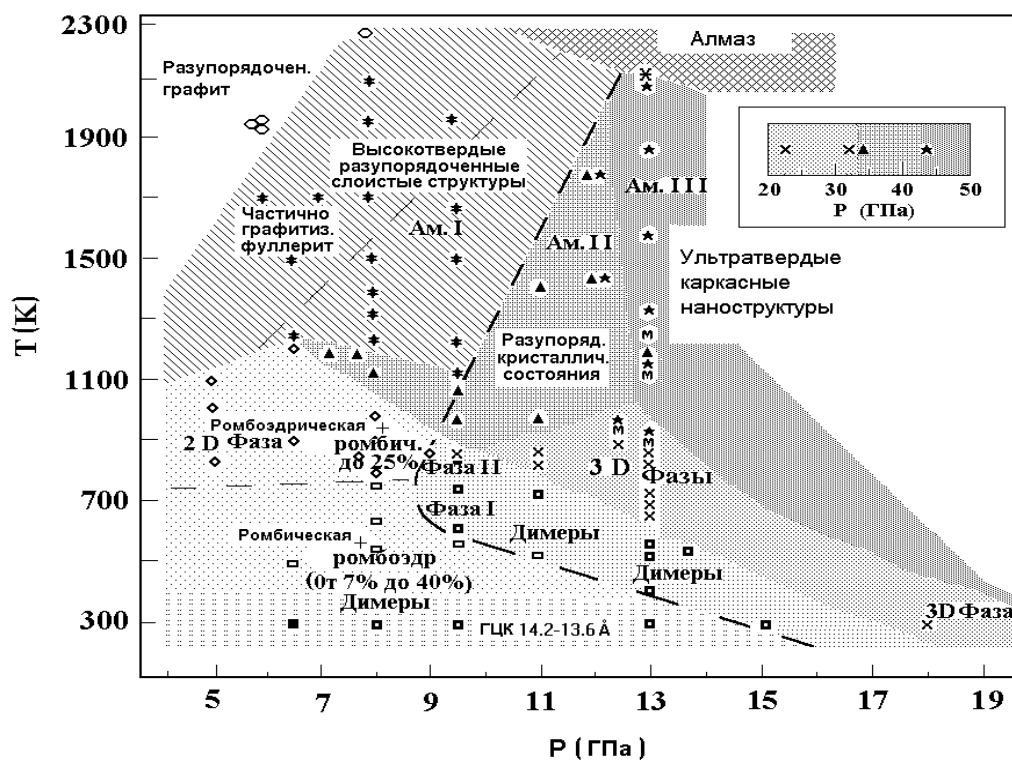 2300
1900
1500
1100
700
300
T (К)
5
7
9
11
13
15
17
19
Р ( ГПа)
Алмаз
20
30
40
50
Р (ГПа)
Разупорядочен.
графит
Высокотвердые
разупорядоченные
слоистые структуры
Частично
графитиз.
фуллерит
Ам. I
Ам. II
Ам. III
Ультратвердые
каркасные
наноструктуры
Разупоряд.
кристаллич.
состояния
Ромбоэдрическая +
2 D Фаза
ромбич.
до 25%
Фаза II
3 D
Фазы
Фаза I
Ромбическая +
ромбоэдр
(От 7% до 40%)
Димеры
Димеры
Димеры
ГЦК 14.2-13.6 Å
3D Фаза
м
м
м
м
м